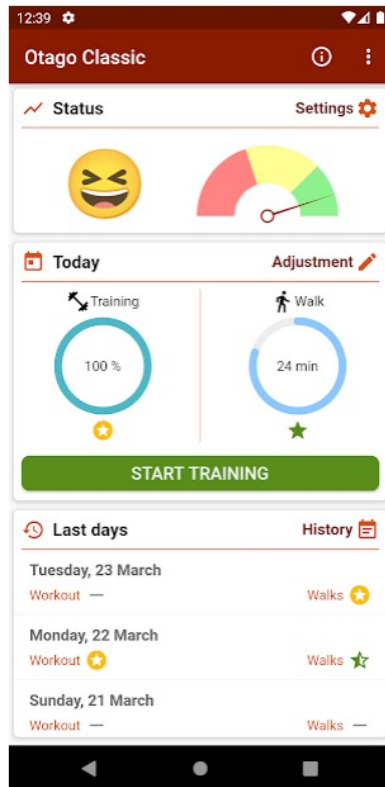 12:39
Otago Classic
Status
Settings
Today
Adjustment
Training
Walk
100 %
24 min
START TRAINING
Last days
History
Tuesday, 23 March
Workout —
Walks
Monday, 22 March
Workout
Walks
Sunday, 21 March
Workout —
Walks —